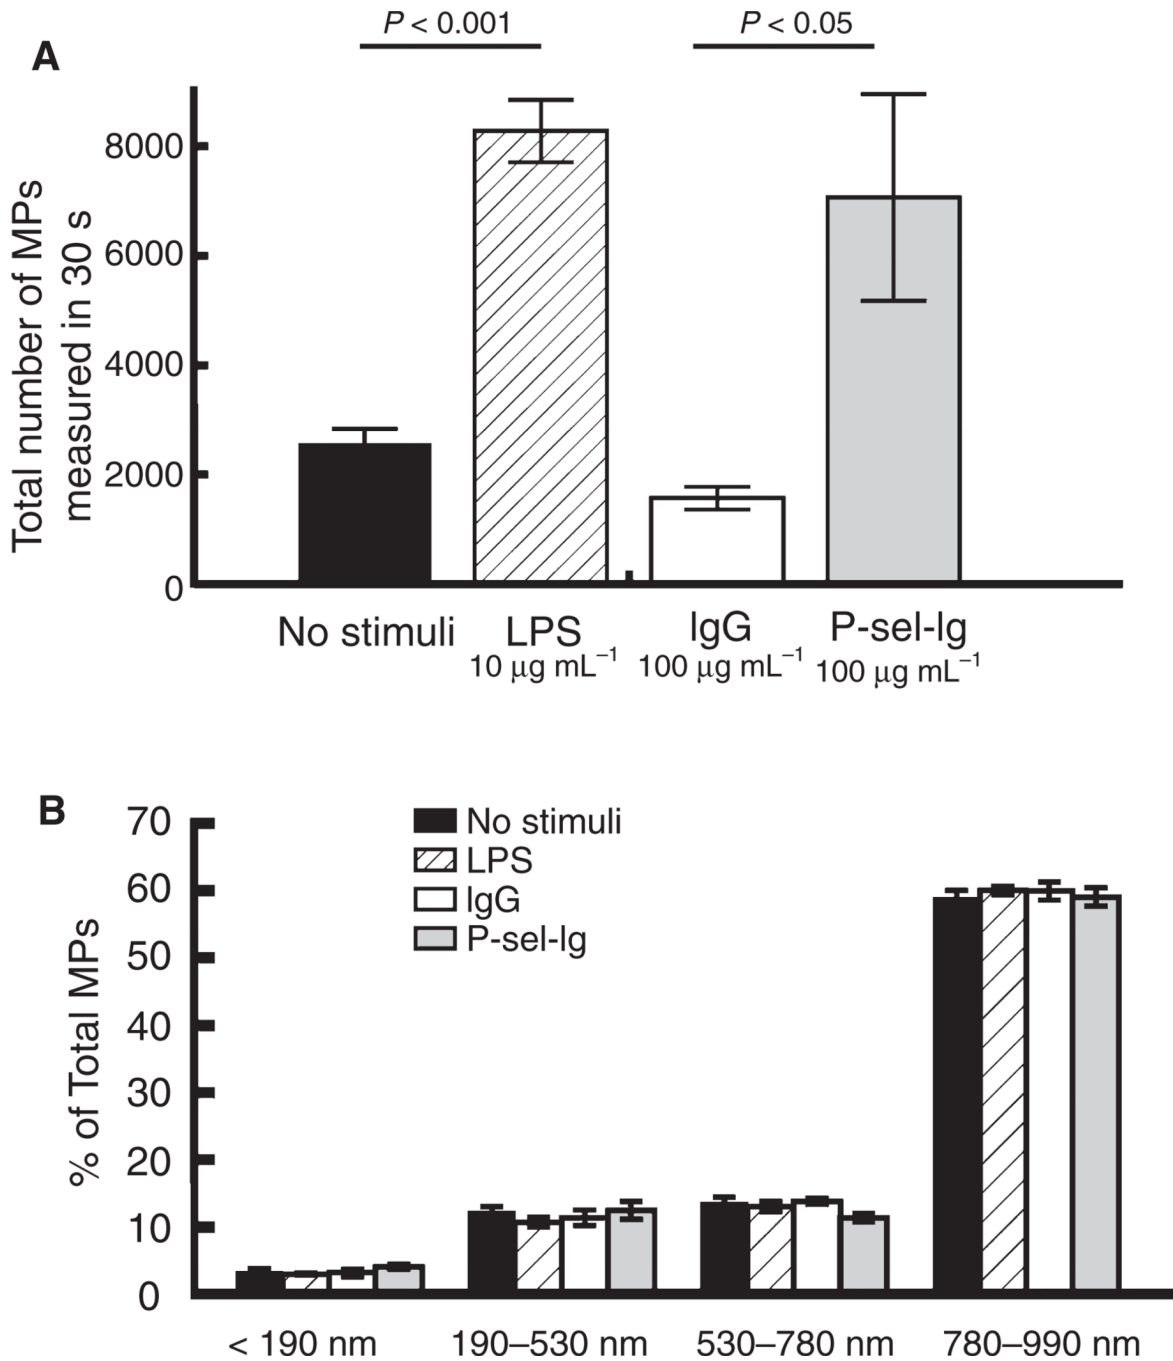 A
P < 0.001
P < 0.05
Total number of MPs
measured in 30 s
8000
6000
4000
2000
0
No stimuli
LPS
10 µg mL⁻¹
IgG
100 µg mL⁻¹
P-sel-Ig
100 µg mL⁻¹
B
% of Total MPs
70
60
50
40
30
20
10
0
No stimuli
LPS
IgG
P-sel-Ig
< 190 nm
190–530 nm
530–780 nm
780–990 nm